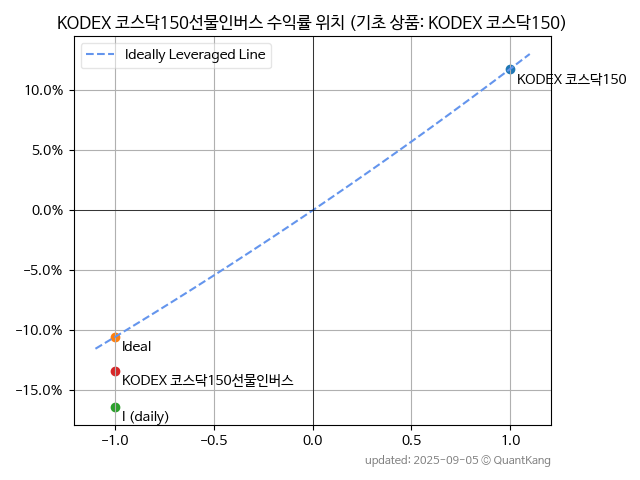 KODEX 코스닥150선물인버스 수익률 위치 (기초 상품: KODEX 코스닥150)
Ideally Leveraged Line
KODEX 코스닥150
10.0%
5.0%
0.0%
−5.0%
−10.0%
−15.0%
Ideal
KODEX 코스닥150선물인버스
I (daily)
−1.0
−0.5
0.0
0.5
1.0
updated: 2025-09-05 © QuantKang